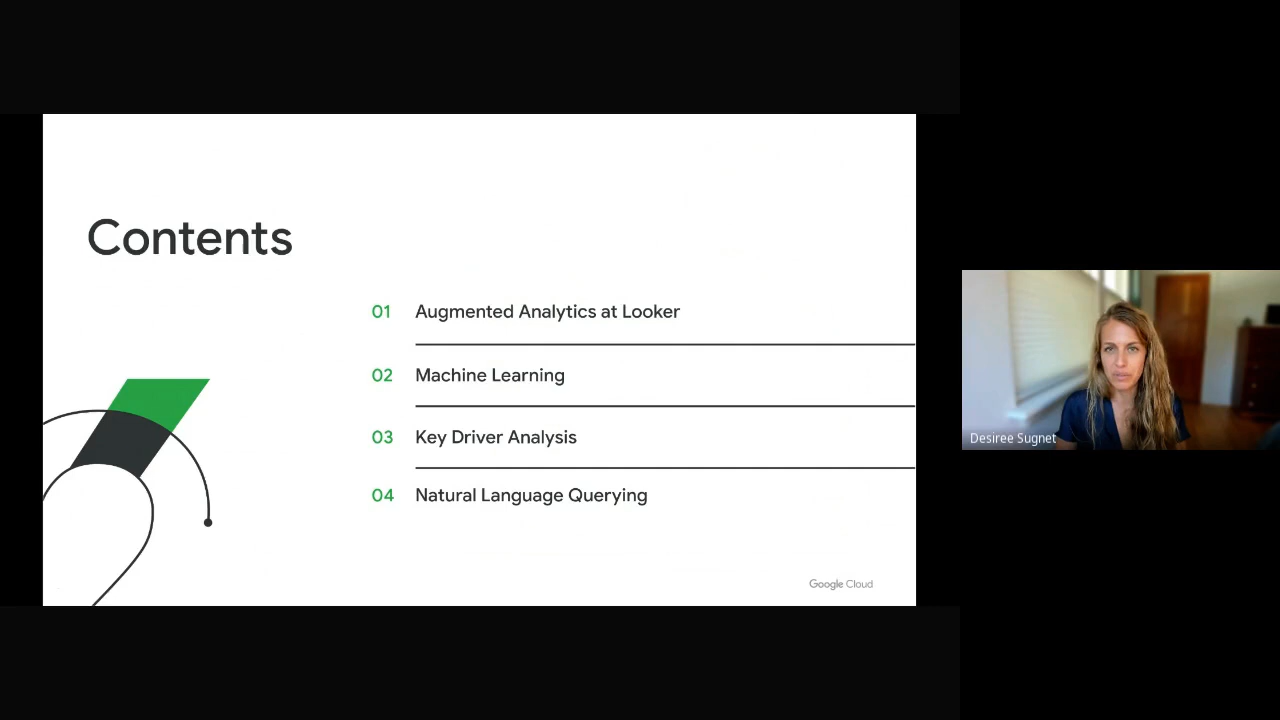 Contents
01 Augmented Analytics at Looker
02 Machine Learning
03 Key Driver Analysis
04 Natural Language Querying
Google Cloud
Desiree Sugnet